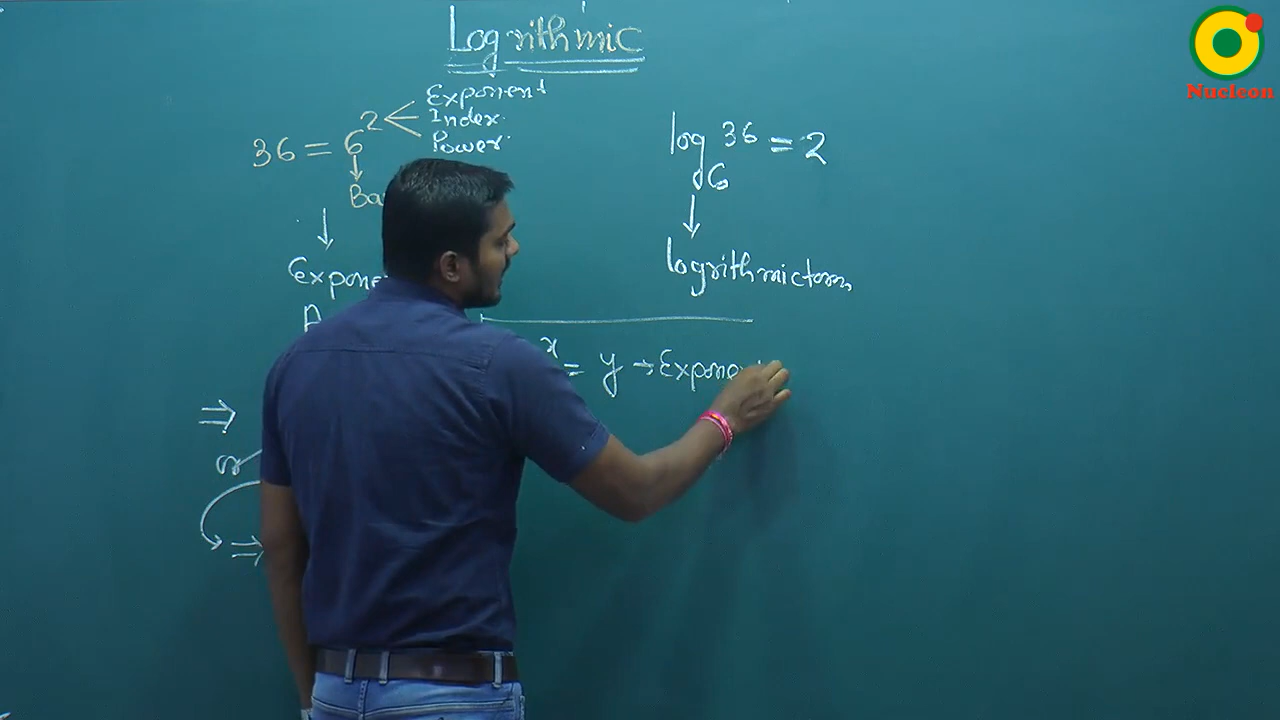 Logrithmic
Exponent
Index.
Power.
36 = 6²
log₆ 36 = 2
logrithmic form
x
= y →
⇒
⇒
Nucleon